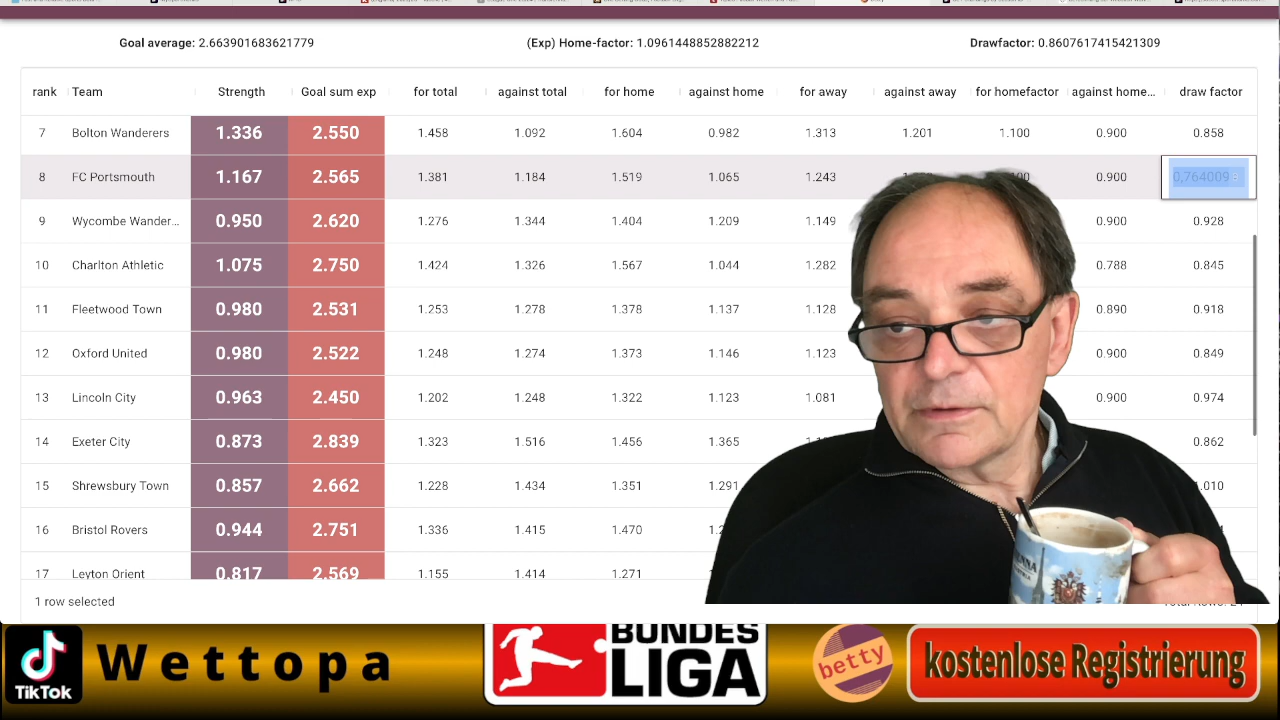 Goal average: 2.663901683621779 (Exp) Home-factor: 1.0961448852882212 Drawfactor: 0.8607617415421309
rank Team Strength Goal sum exp for total against total for home against home for away against away for homefactor against home... draw factor
7 Bolton Wanderers 1.336 2.550 1.458 1.092 1.604 0.982 1.313 1.201 1.100 0.900 0.858
8 FC Portsmouth 1.167 2.565 1.381 1.184 1.519 1.065 1.243 0.900 0,764009
9 Wycombe Wander... 0.950 2.620 1.276 1.344 1.404 1.209 1.149 0.900 0.928
10 Charlton Athletic 1.075 2.750 1.424 1.326 1.567 1.044 1.282 0.788 0.845
11 Fleetwood Town 0.980 2.531 1.253 1.278 1.378 1.137 1.128 0.890 0.918
12 Oxford United 0.980 2.522 1.248 1.274 1.373 1.146 1.123 0.900 0.849
13 Lincoln City 0.963 2.450 1.202 1.248 1.322 1.123 1.081 0.900 0.974
14 Exeter City 0.873 2.839 1.323 1.516 1.456 1.365 0.862
15 Shrewsbury Town 0.857 2.662 1.228 1.434 1.351 1.291
16 Bristol Rovers 0.944 2.751 1.336 1.415 1.470
17 Leyton Orient 0.817 2.569 1.155 1.414 1.271
1 row selected
TikTok
Wettopa
BUNDES
LIGA
betty
kostenlose Registrierung